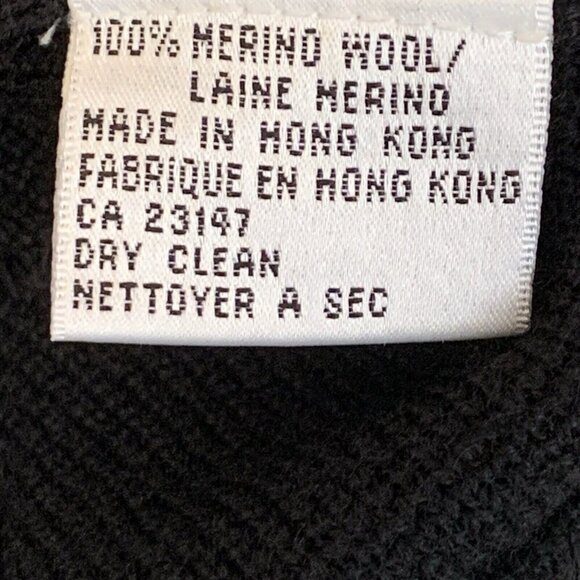 100% MERINO WOOL/
LAINE MERINO
MADE IN HONG KONG
FABRIQUE EN HONG KONG
CA 23147
DRY CLEAN
NETTOYER A SEC